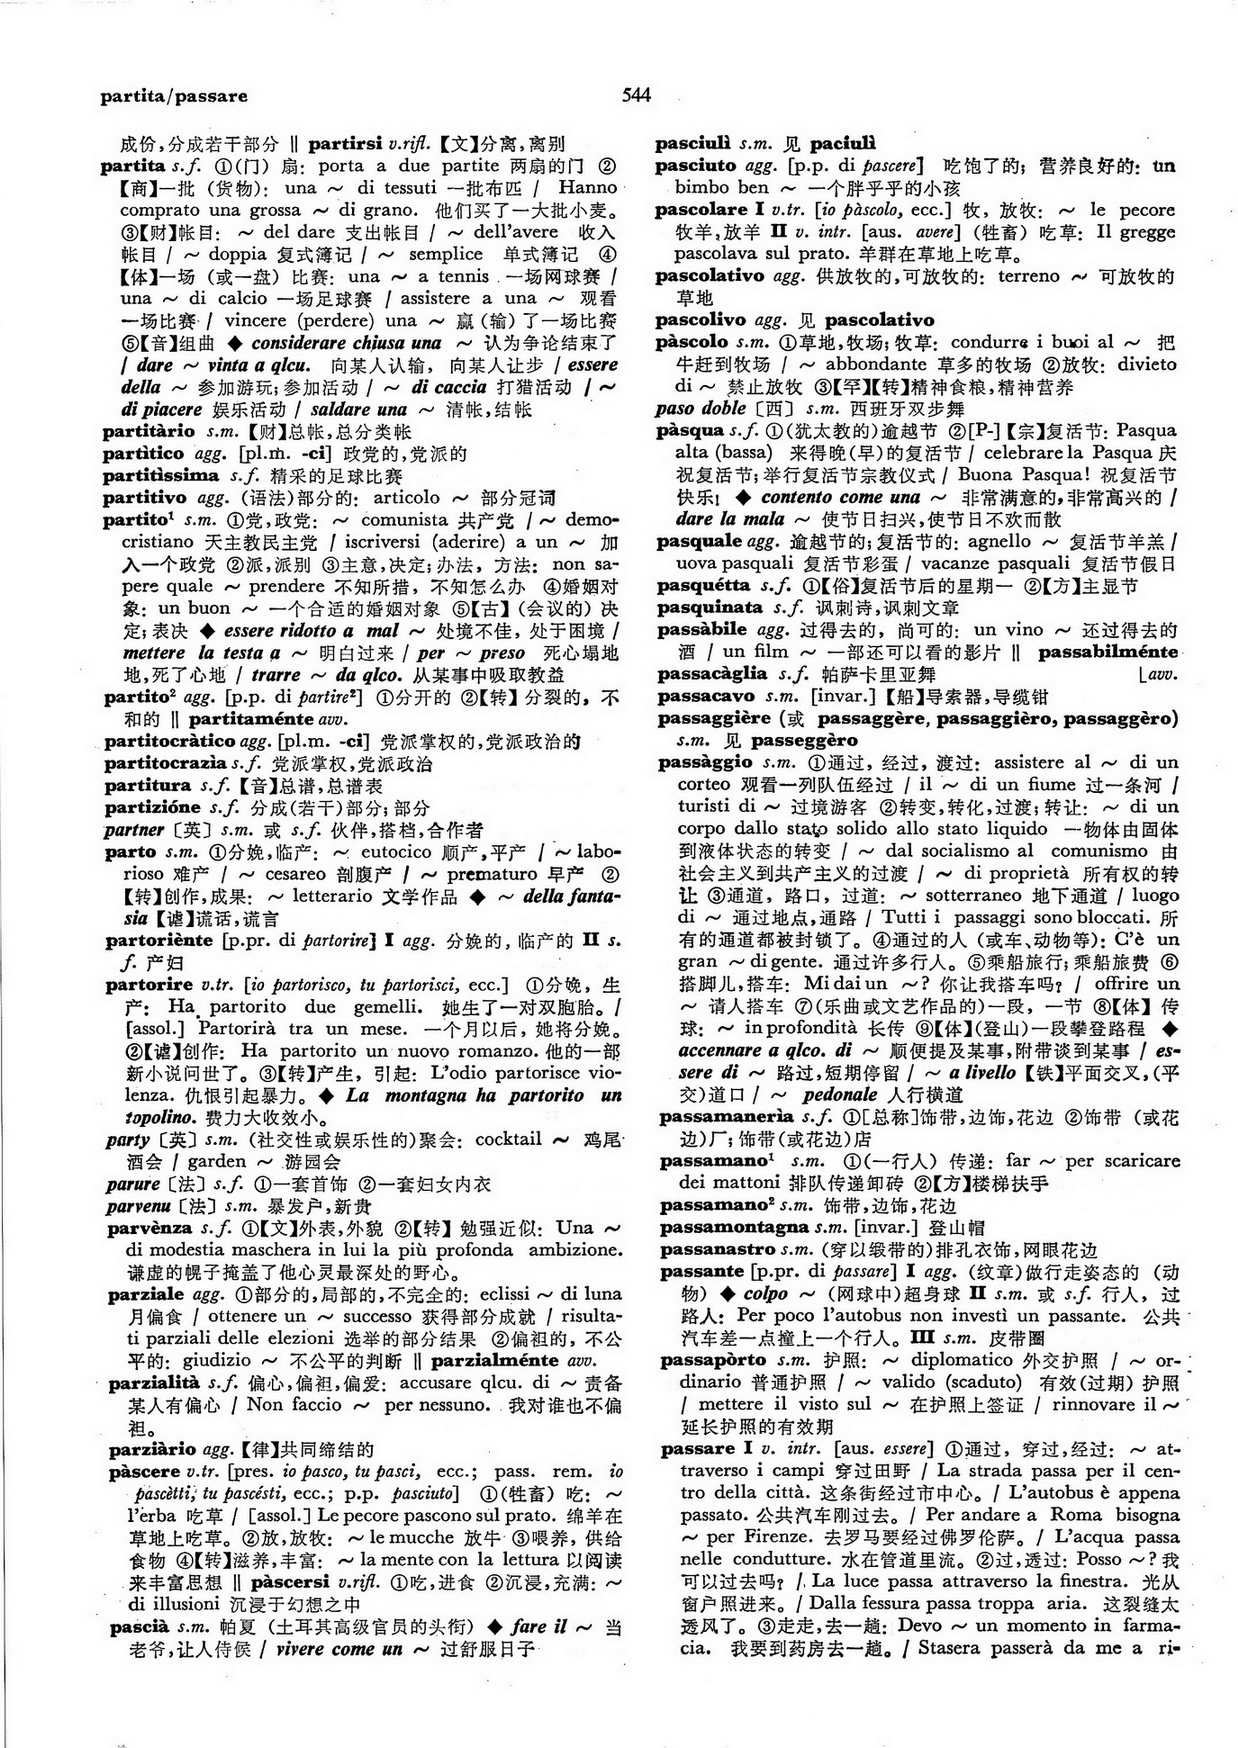 partita/passare
544
成份,分成若干部分 ‖ partirsi v.rifl.【文】分离,离别
partita s.f. ①(门) 扇: porta a due partite 两扇的门 ②
【商】一批 (货物): una ~ di tessuti 一批布匹 / Hanno
comprato una grossa ~ di grano. 他们买了一大批小麦。
③【财】帐目: ~ del dare 支出帐目 / ~ dell'avere 收入
帐目 / ~ doppia 复式簿记 / ~ semplice 单式簿记 ④
【体】一场 (或一盘) 比赛: una ~ a tennis 一场网球赛 /
una ~ di calcio 一场足球赛 / assistere a una ~ 观看
一场比赛 / vincere (perdere) una ~ 赢 (输) 了一场比赛
⑤【音】组曲 ◆ considerare chiusa una ~ 认为争论结束了
/ dare ~ vinta a qlcu. 向某人认输, 向某人让步 / essere
della ~ 参加游玩;参加活动 / ~ di caccia 打猎活动 / ~
di piacere 娱乐活动 / saldare una ~ 清帐,结帐
partitàrio s.m.【财】总帐,总分类帐
partìtico agg. [pl.m. -ci] 政党的,党派的
partitìssima s.f. 精采的足球比赛
partitivo agg. (语法)部分的: articolo ~ 部分冠词
partito¹ s.m. ①党,政党: ~ comunista 共产党 / ~ demo-
cristiano 天主教民主党 / iscriversi (aderire) a un ~ 加
入一个政党 ②派,派别 ③主意,决定;办法, 方法: non sa-
pere quale ~ prendere 不知所措, 不知怎么办 ④婚姻对
象: un buon ~ 一个合适的婚姻对象 ⑤【古】(会议的) 决
定;表决 ◆ essere ridotto a mal ~ 处境不佳, 处于困境 /
mettere la testa a ~ 明白过来 / per ~ preso 死心塌地
地,死了心地 / trarre ~ da qlco. 从某事中吸取教益
partito² agg. [p.p. di partire²] ①分开的 ②【转】分裂的, 不
和的 ‖ partitaménte avv.
partitocràtico agg. [pl.m. -ci] 党派掌权的,党派政治的
partitocrazìa s.f. 党派掌权,党派政治
partitura s.f.【音】总谱,总谱表
partizióne s.f. 分成(若干)部分;部分
partner〔英〕s.m. 或 s.f. 伙伴,搭档,合作者
parto s.m. ①分娩,临产: ~ eutocico 顺产,平产 / ~ labo-
rioso 难产 / ~ cesareo 剖腹产 / ~ prematuro 早产 ②
【转】创作,成果: ~ letterario 文学作品 ◆ ~ della fanta-
sia【谑】谎话,谎言
partoriènte [p.pr. di partorire] I agg. 分娩的, 临产的 II s.
f. 产妇
partorire v.tr. [io partorisco, tu partorisci, ecc.] ①分娩, 生
产: Ha partorito due gemelli. 她生了一对双胞胎。/
[assol.] Partorirà tra un mese. 一个月以后, 她将分娩。
②【谑】创作: Ha partorito un nuovo romanzo. 他的一部
新小说问世了。③【转】产生, 引起: L'odio partorisce vio-
lenza. 仇恨引起暴力。◆ La montagna ha partorito un
topolino. 费力大收效小。
party〔英〕s.m. (社交性或娱乐性的)聚会: cocktail ~ 鸡尾
酒会 / garden ~ 游园会
parure〔法〕s.f. ①一套首饰 ②一套妇女内衣
parvenu〔法〕s.m. 暴发户,新贵
parvènza s.f. ①【文】外表,外貌 ②【转】勉强近似: Una ~
di modestia maschera in lui la più profonda ambizione.
谦虚的幌子掩盖了他心灵最深处的野心。
parziale agg. ①部分的,局部的,不完全的: eclissi ~ di luna
月偏食 / ottenere un ~ successo 获得部分成就 / risulta-
ti parziali delle elezioni 选举的部分结果 ②偏袒的, 不公
平的: giudizio ~ 不公平的判断 ‖ parzialménte avv.
parzialità s.f. 偏心,偏袒,偏爱: accusare qlcu. di ~ 责备
某人有偏心 / Non faccio ~ per nessuno. 我对谁也不偏
袒。
parziàrio agg.【律】共同缔结的
pàscere v.tr. [pres. io pasco, tu pasci, ecc.; pass. rem. io
pascètti, tu pascésti, ecc.; p.p. pasciuto] ①(牲畜) 吃: ~
l'erba 吃草 / [assol.] Le pecore pascono sul prato. 绵羊在
草地上吃草。②放,放牧: ~ le mucche 放牛 ③喂养, 供给
食物 ④【转】滋养,丰富: ~ la mente con la lettura 以阅读
来丰富思想 ‖ pàscersi v.rifl. ①吃,进食 ②沉浸,充满: ~
di illusioni 沉浸于幻想之中
pascià s.m. 帕夏 (土耳其高级官员的头衔) ◆ fare il ~ 当
老爷,让人侍候 / vivere come un ~ 过舒服日子
pasciulì s.m. 见 paciulì
pasciuto agg. [p.p. di pascere] 吃饱了的; 营养良好的: un
bimbo ben ~ 一个胖乎乎的小孩
pascolare I v.tr. [io pàscolo, ecc.] 牧, 放牧: ~ le pecore
牧羊,放羊 II v. intr. [aus. avere] (牲畜) 吃草: Il gregge
pascolava sul prato. 羊群在草地上吃草。
pascolativo agg. 供放牧的,可放牧的: terreno ~ 可放牧的
草地
pascolivo agg. 见 pascolativo
pàscolo s.m. ①草地,牧场;牧草: condurre i buoi al ~ 把
牛赶到牧场 / ~ abbondante 草多的牧场 ②放牧: divieto
di ~ 禁止放牧 ③【罕】【转】精神食粮,精神营养
paso doble〔西〕s.m. 西班牙双步舞
pàsqua s.f. ①(犹太教的)逾越节 ②[P-]【宗】复活节: Pasqua
alta (bassa) 来得晚(早)的复活节 / celebrare la Pasqua 庆
祝复活节;举行复活节宗教仪式 / Buona Pasqua! 祝复活节
快乐! ◆ contento come una ~ 非常满意的,非常高兴的 /
dare la mala ~ 使节日扫兴,使节日不欢而散
pasquale agg. 逾越节的;复活节的: agnello ~ 复活节羊羔 /
uova pasquali 复活节彩蛋 / vacanze pasquali 复活节假日
pasquétta s.f. ①【俗】复活节后的星期一 ②【方】主显节
pasquinata s.f. 讽刺诗,讽刺文章
passàbile agg. 过得去的, 尚可的: un vino ~ 还过得去的
酒 / un film ~ 一部还可以看的影片 ‖ passabilménte
passacàglia s.f. 帕萨卡里亚舞 ⌊avv.
passacavo s.m. [invar.]【船】导索器,导缆钳
passaggière (或 passaggère, passaggièro, passaggèro)
s.m. 见 passeggèro
passàggio s.m. ①通过, 经过, 渡过: assistere al ~ di un
corteo 观看一列队伍经过 / il ~ di un fiume 过一条河 /
turisti di ~ 过境游客 ②转变,转化,过渡;转让: ~ di un
corpo dallo stato solido allo stato liquido 一物体由固体
到液体状态的转变 / ~ dal socialismo al comunismo 由
社会主义到共产主义的过渡 / ~ di proprietà 所有权的转
让 ③通道, 路口, 过道: ~ sotterraneo 地下通道 / luogo
di ~ 通过地点,通路 / Tutti i passaggi sono bloccati. 所
有的通道都被封锁了。④通过的人 (或车、动物等): C'è un
gran ~ di gente. 通过许多行人。⑤乘船旅行;乘船旅费 ⑥
搭脚儿,搭车: Mi dai un ~? 你让我搭车吗? / offrire un
~ 请人搭车 ⑦(乐曲或文艺作品的)一段, 一节 ⑧【体】传
球: ~ in profondità 长传 ⑨【体】(登山)一段攀登路程 ◆
accennare a qlco. di ~ 顺便提及某事,附带谈到某事 / es-
sere di ~ 路过,短期停留 / ~ a livello【铁】平面交叉,(平
交)道口 / ~ pedonale 人行横道
passamanerìa s.f. ①[总称]饰带,边饰,花边 ②饰带 (或花
边)厂;饰带(或花边)店
passamano¹ s.m. ①(一行人) 传递: far ~ per scaricare
dei mattoni 排队传递卸砖 ②【方】楼梯扶手
passamano² s.m. 饰带,边饰,花边
passamontagna s.m. [invar.] 登山帽
passanastro s.m. (穿以缎带的)排孔衣饰,网眼花边
passante [p.pr. di passare] I agg. (纹章)做行走姿态的 (动
物) ◆ colpo ~ (网球中)超身球 II s.m. 或 s.f. 行人, 过
路人: Per poco l'autobus non investì un passante. 公共
汽车差一点撞上一个行人。III s.m. 皮带圈
passapòrto s.m. 护照: ~ diplomatico 外交护照 / ~ or-
dinario 普通护照 / ~ valido (scaduto) 有效(过期) 护照
/ mettere il visto sul ~ 在护照上签证 / rinnovare il ~
延长护照的有效期
passare I v. intr. [aus. essere] ①通过, 穿过,经过: ~ at-
traverso i campi 穿过田野 / La strada passa per il cen-
tro della città. 这条街经过市中心。/ L'autobus è appena
passato. 公共汽车刚过去。/ Per andare a Roma bisogna
~ per Firenze. 去罗马要经过佛罗伦萨。/ L'acqua passa
nelle condutture. 水在管道里流。②过,透过: Posso ~? 我
可以过去吗? / La luce passa attraverso la finestra. 光从
窗户照进来。/ Dalla fessura passa troppa aria. 这裂缝太
透风了。③走走,去一趟: Devo ~ un momento in farma-
cia. 我要到药房去一趟。/ Stasera passerà da me a ri-